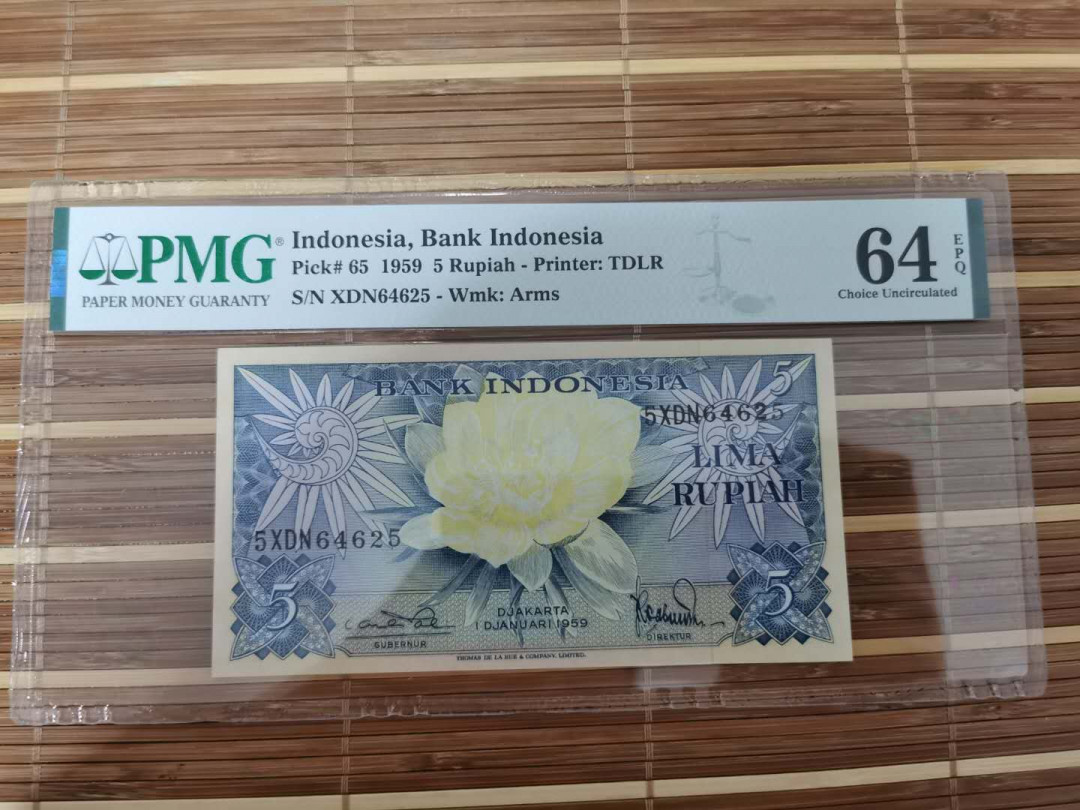 PMG®
PAPER MONEY GUARANTY
Indonesia, Bank Indonesia
Pick# 65 1959 5 Rupiah - Printer: TDLR
S/N XDN64625 - Wmk: Arms
64
EPQ
Choice Uncirculated
BANK INDONESIA
5
5XDN64625
LIMA
RUPIAH
5XDN64625
5
5
DJAKARTA
1 DJANUARI 1959
GUBERNUR
DIREKTUR
THOMAS DE LA RUE & COMPANY, LIMITED.